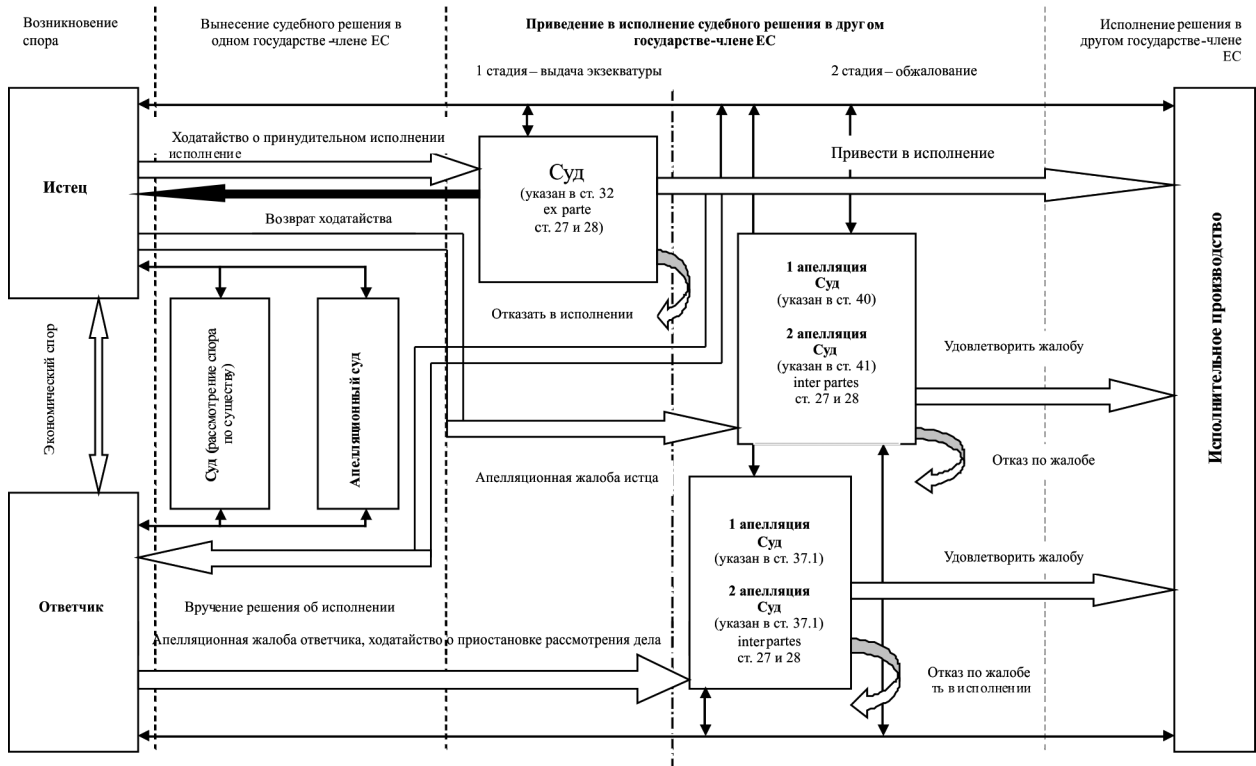 Возникновение
спора
Вынесение судебного решения в
одном государстве-члене ЕС
Приведение в исполнение судебного решения в другом
государстве-члене ЕС
Исполнение решения в
другом государстве-члене
ЕС
1 стадия – выдача экзекватуры
2 стадия – обжалование
Истец
Ходатайство о принудительном исполнении
исполнение
Возврат ходатайства
Суд
(указан в ст. 32
ex parte
ст. 27 и 28)
Отказать в исполнении
Привести в исполнение
1 апелляция
Суд
(указан в ст. 40)
2 апелляция
Суд
(указан в ст. 41)
inter partes
ст. 27 и 28
Удовлетворить жалобу
Отказ по жалобе
Исполнительное производство
Экономический спор
Суд (рассмотрение спора
по существу)
Апелляционный суд
Апелляционная жалоба истца
1 апелляция
Суд
(указан в ст. 37.1)
2 апелляция
Суд
(указан в ст. 37.1)
inter partes
ст. 27 и 28
Удовлетворить жалобу
Отказ по жалобе
ть в исполнении
Ответчик
Вручение решения об исполнении
Апелляционная жалоба ответчика, ходатайство о приостановке рассмотрения дела